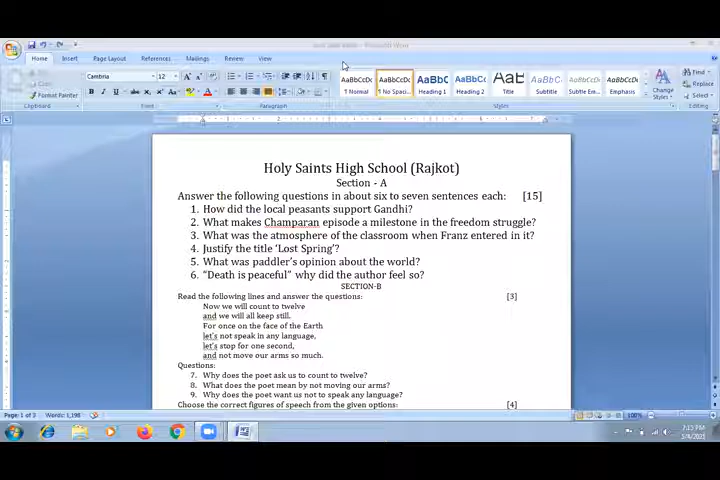 Home Insert Page Layout References Mailings Review View
Cambria 12
Format Painter
Clipboard Font Paragraph Styles Editing
AaBbCcDc AaBbCcDc AaBbC AaBbCc AaB AaBbCcl AaBbCcDc AaBbCcDc
¶ Normal ¶ No Spaci... Heading 1 Heading 2 Title Subtitle Subtle Em... Emphasis
Change Styles
Find
Replace
Select
Holy Saints High School (Rajkot)
Section - A
Answer the following questions in about six to seven sentences each: [15]
1. How did the local peasants support Gandhi?
2. What makes Champaran episode a milestone in the freedom struggle?
3. What was the atmosphere of the classroom when Franz entered in it?
4. Justify the title ‘Lost Spring’?
5. What was paddler’s opinion about the world?
6. “Death is peaceful” why did the author feel so?
SECTION-B
Read the following lines and answer the questions: [3]
Now we will count to twelve
and we will all keep still.
For once on the face of the Earth
let’s not speak in any language,
let’s stop for one second,
and not move our arms so much.
Questions:
7. Why does the poet ask us to count to twelve?
8. What does the poet mean by not moving our arms?
9. Why does the poet want us not to speak any language?
Choose the correct figures of speech from the given options: [4]
Page: 1 of 3 Words: 1,198
100%
7:15 PM